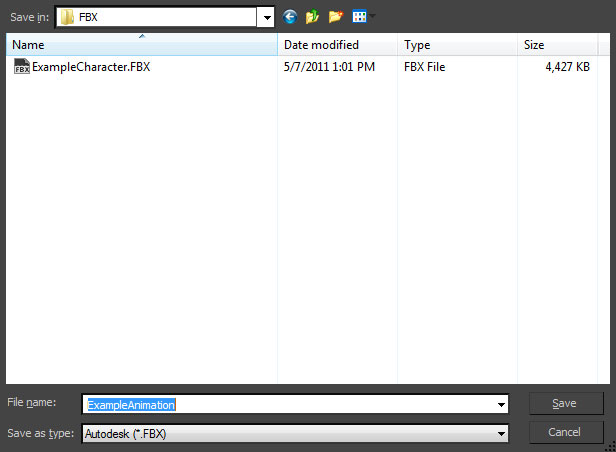 Save in: FBX
Name Date modified Type Size
FBX ExampleCharacter.FBX 5/7/2011 1:01 PM FBX File 4,427 KB
File name: ExampleAnimation Save
Save as type: Autodesk (*.FBX) Cancel